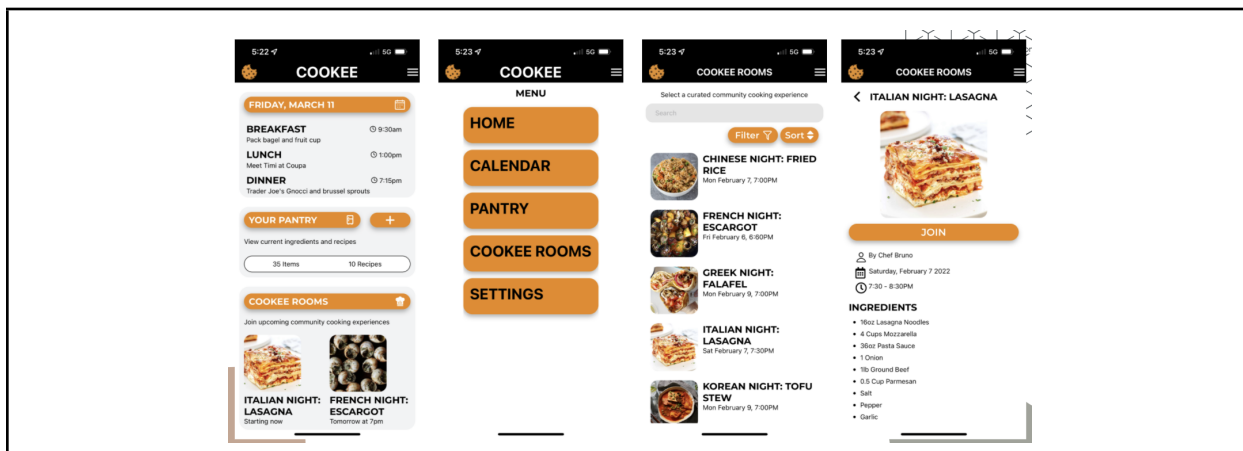 5:22
5G
COOKEE
FRIDAY, MARCH 11
BREAKFAST
9:30am
Pack bagel and fruit cup
LUNCH
1:00pm
Meet Timi at Coupa
DINNER
7:15pm
Trader Joe's Gnocci and brussel sprouts
YOUR PANTRY
+
View current ingredients and recipes
35 Items
10 Recipes
COOKEE ROOMS
Join upcoming community cooking experiences
ITALIAN NIGHT:
LASAGNA
Starting now
FRENCH NIGHT:
ESCARGOT
Tomorrow at 7pm
5:23
5G
COOKEE
MENU
HOME
CALENDAR
PANTRY
COOKEE ROOMS
SETTINGS
5:23
5G
COOKEE ROOMS
Select a curated community cooking experience
Search
Filter
Sort
CHINESE NIGHT: FRIED
RICE
Mon February 7, 7:00PM
FRENCH NIGHT:
ESCARGOT
Fri February 6, 6:60PM
GREEK NIGHT:
FALAFEL
Mon February 9, 7:00PM
ITALIAN NIGHT:
LASAGNA
Sat February 7, 7:30PM
KOREAN NIGHT: TOFU
STEW
Mon February 9, 7:00PM
5:23
5G
COOKEE ROOMS
ITALIAN NIGHT: LASAGNA
JOIN
By Chef Bruno
Saturday, February 7 2022
7:30 - 8:30PM
INGREDIENTS
• 16oz Lasagna Noodles
• 4 Cups Mozzarella
• 36oz Pasta Sauce
• 1 Onion
• 1lb Ground Beef
• 0.5 Cup Parmesan
• Salt
• Pepper
• Garlic